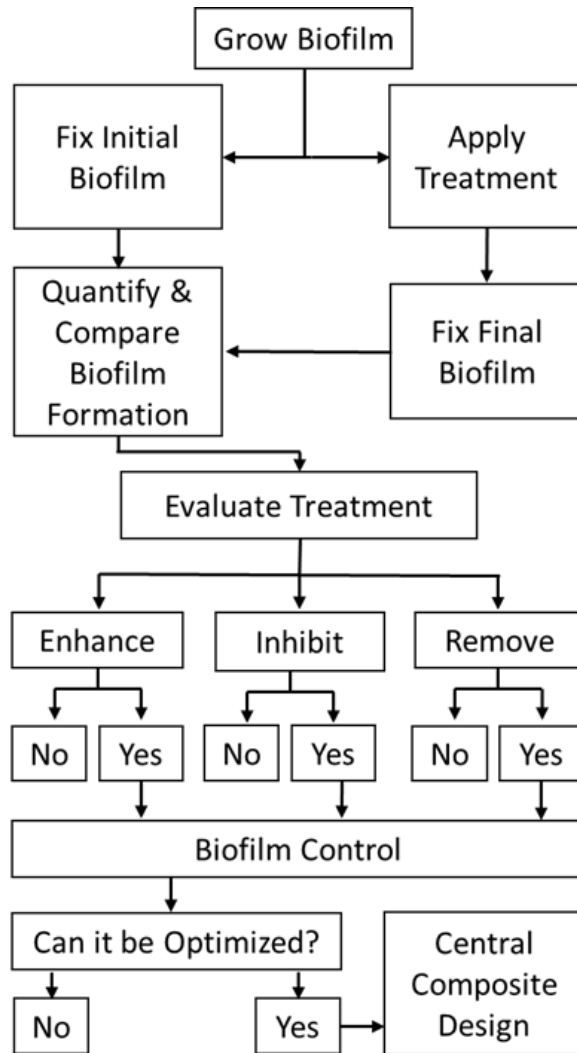 Grow Biofilm
Fix Initial
Biofilm
Apply
Treatment
Quantify &
Compare
Biofilm
Formation
Fix Final
Biofilm
Evaluate Treatment
Enhance
Inhibit
Remove
No
Yes
No
Yes
No
Yes
Biofilm Control
Can it be Optimized?
No
Yes
Central
Composite
Design